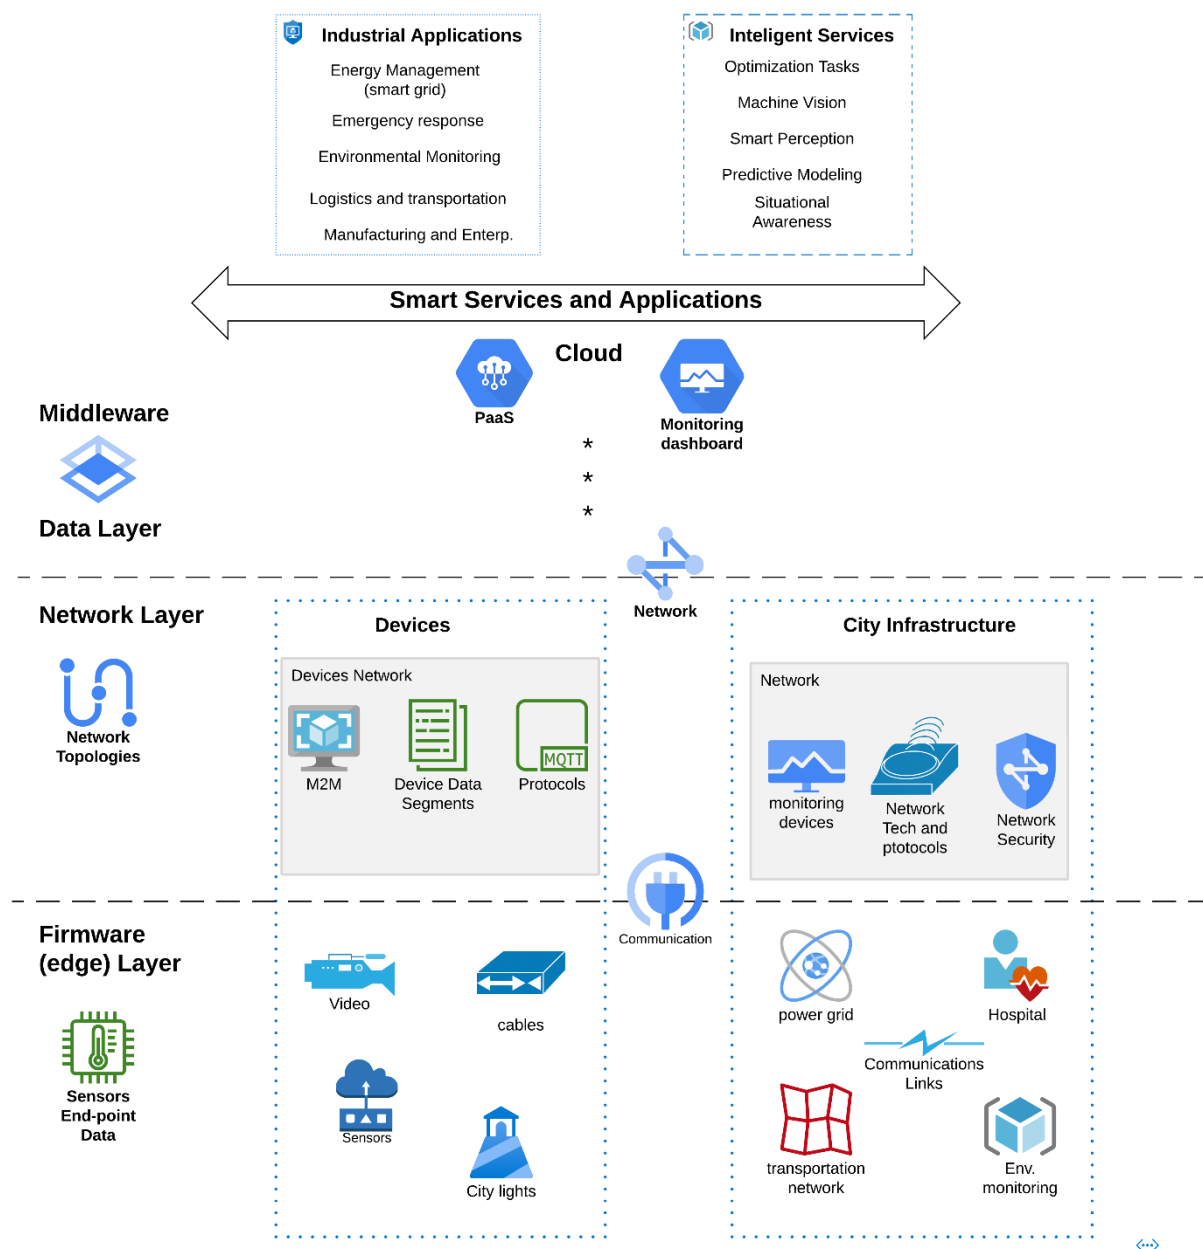 Industrial Applications
Energy Management
(smart grid)
Emergency response
Environmental Monitoring
Logistics and transportation
Manufacturing and Enterp.
Inteligent Services
Optimization Tasks
Machine Vision
Smart Perception
Predictive Modeling
Situational
Awareness
Smart Services and Applications
Cloud
PaaS
Monitoring
dashboard
Middleware
*
*
*
Data Layer
Network
Network Layer
Network
Topologies
Devices
Devices Network
M2M
Device Data
Segments
MQTT
Protocols
City Infrastructure
Network
monitoring
devices
Network
Tech and
ptotocols
Network
Security
Communication
Firmware
(edge) Layer
Sensors
End-point
Data
Video
cables
Sensors
City lights
power grid
Hospital
Communications
Links
transportation
network
Env.
monitoring